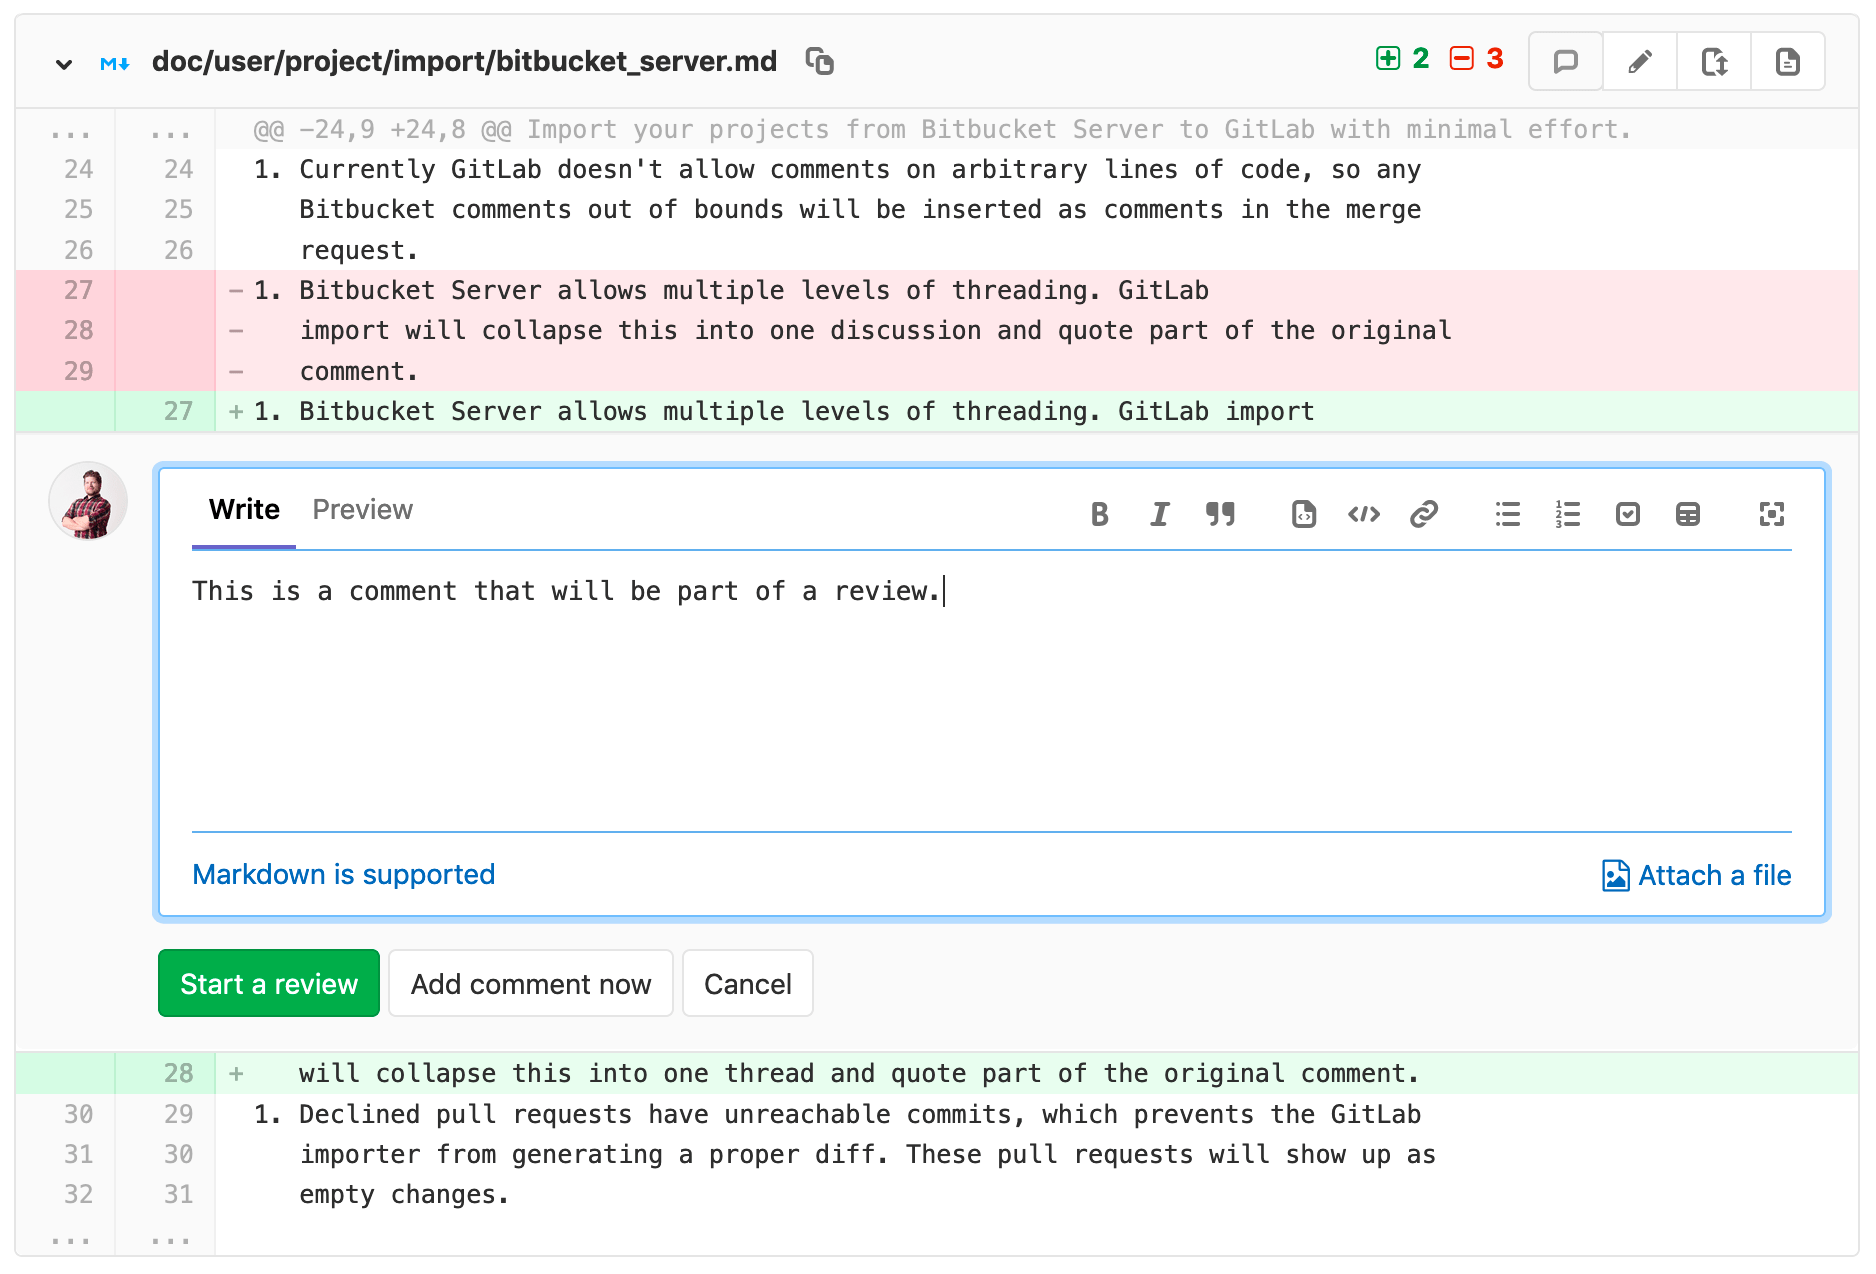 doc/user/project/import/bitbucket_server.md 2 3
... ... @@ -24,9 +24,8 @@ Import your projects from Bitbucket Server to GitLab with minimal effort.
24 24 1. Currently GitLab doesn't allow comments on arbitrary lines of code, so any
25 25 Bitbucket comments out of bounds will be inserted as comments in the merge
26 26 request.
27 - 1. Bitbucket Server allows multiple levels of threading. GitLab
28 - import will collapse this into one discussion and quote part of the original
29 - comment.
27 + 1. Bitbucket Server allows multiple levels of threading. GitLab import
Write Preview
This is a comment that will be part of a review.
Markdown is supported Attach a file
Start a review Add comment now Cancel
28 + will collapse this into one thread and quote part of the original comment.
30 29 1. Declined pull requests have unreachable commits, which prevents the GitLab
31 30 importer from generating a proper diff. These pull requests will show up as
32 31 empty changes.
... ...